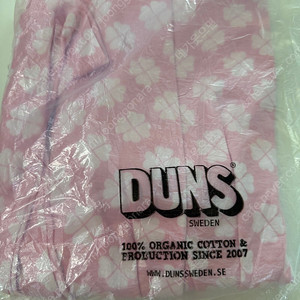 DUNS®
SWEDEN
100% ORGANIC COTTON &
PRODUCTION SINCE 2007
WWW.DUNSSWEDEN.SE